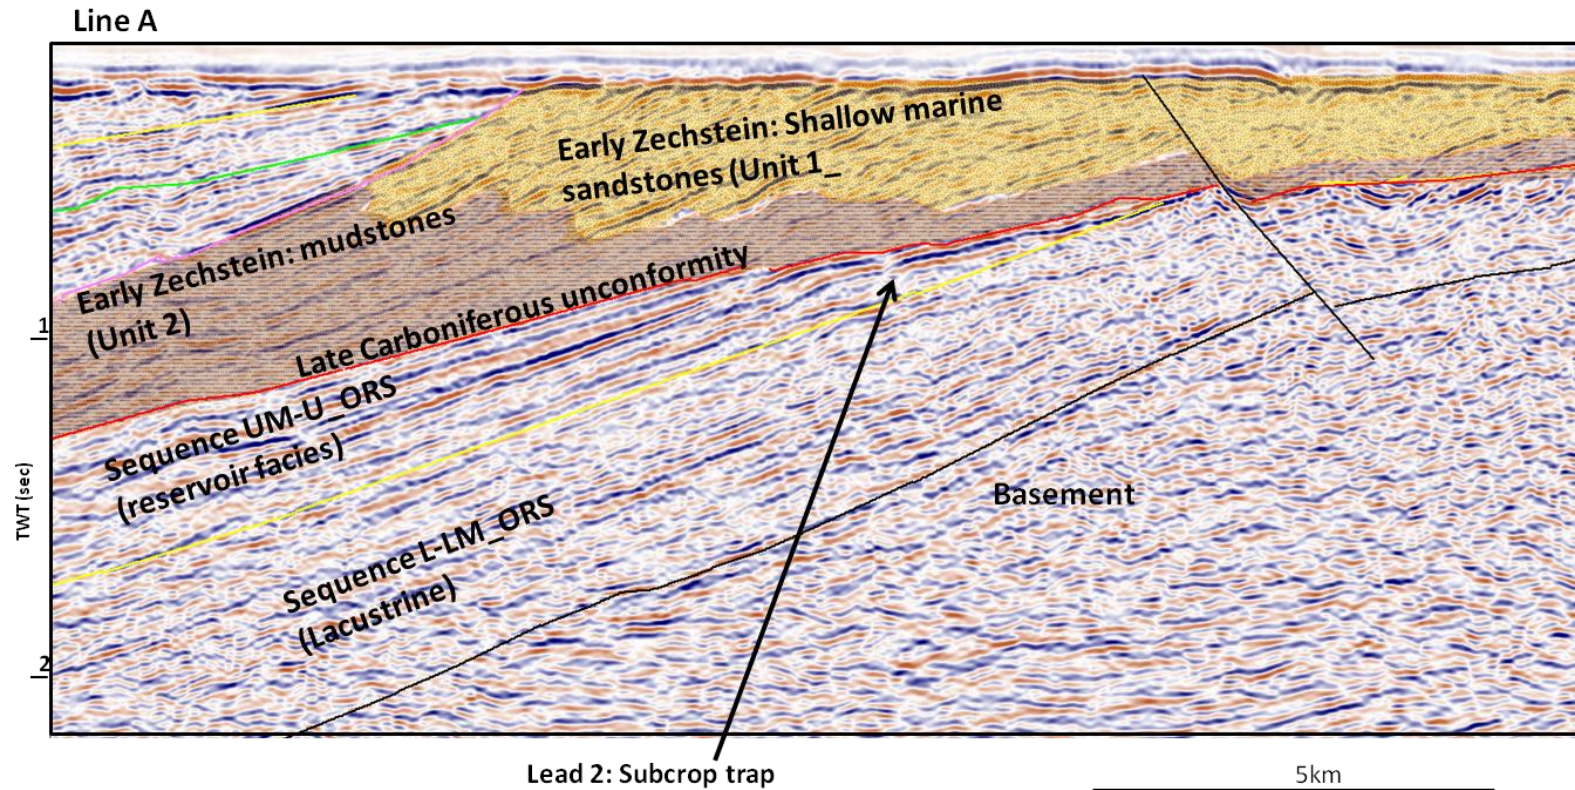 Line A
Early Zechstein: Shallow marine
sandstones (Unit 1_
Early Zechstein: mudstones
(Unit 2)
Late Carboniferous unconformity
1
Sequence UM-U_ORS
(reservoir facies)
TWT (sec)
Basement
Sequence L-LM_ORS
(Lacustrine)
2
Lead 2: Subcrop trap
5km